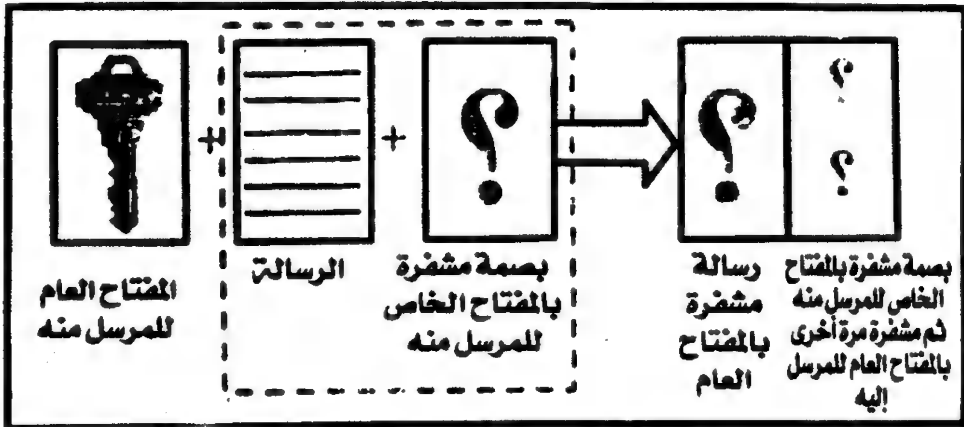 ؟
؟
؟
؟
+
+
المفتاح العام
للمرسل منه
الرسالة
بصمة مشفرة
بالمفتاح الخاص
للمرسل منه
رسالة
مشفرة
بالمفتاح
العام
بصمة مشفرة بالمفتاح
الخاص للمرسل منه
ثم مشفرة مرة أخرى
بالمفتاح العام للمرسل
إليه